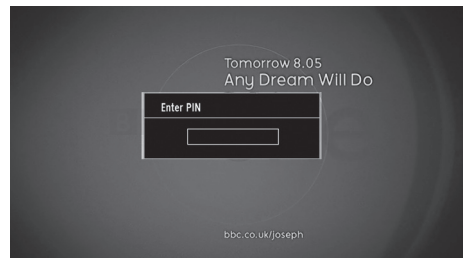 Tomorrow 8.05
Any Dream Will Do
Enter PIN
bbc.co.uk/joseph